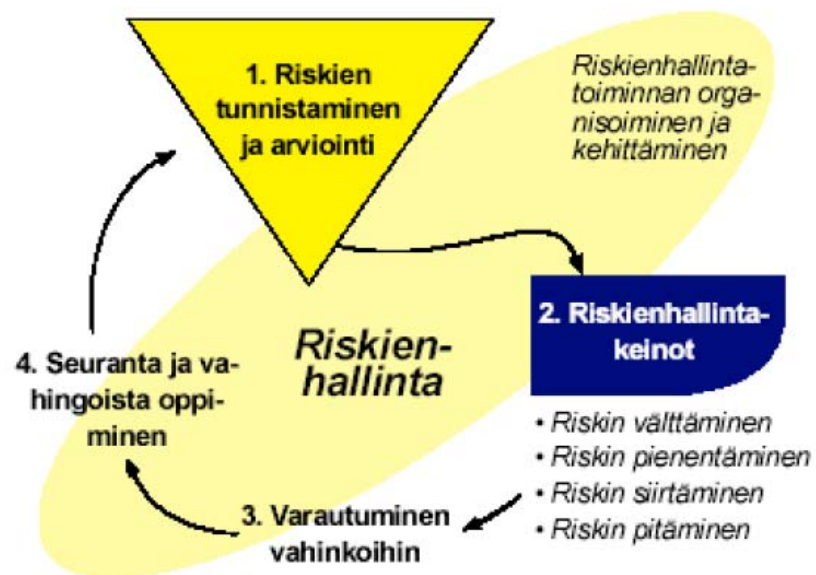 1. Riskien
tunnistaminen
ja arviointi
Riskienhallinta-
toiminnan orga-
nisoiminen ja
kehittäminen
2. Riskienhallinta-
keinot
• Riskin välttäminen
• Riskin pienentäminen
• Riskin siirtäminen
• Riskin pitäminen
3. Varautuminen
vahinkoihin
4. Seuranta ja va-
hingoista oppi-
minen
Riskien-
hallinta